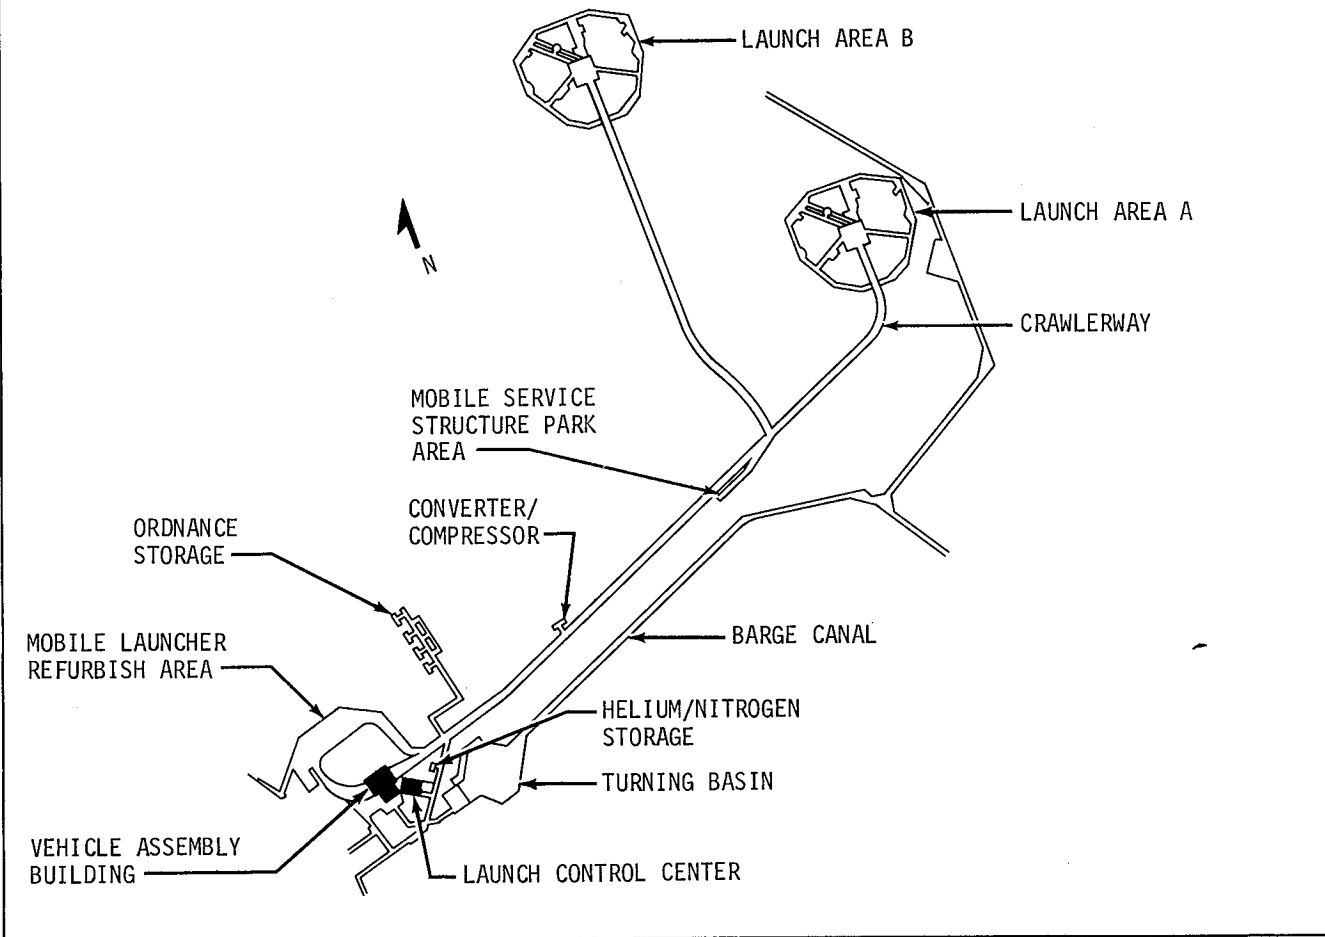 LAUNCH AREA B
LAUNCH AREA A
N
CRAWLERWAY
MOBILE SERVICE
STRUCTURE PARK
AREA
CONVERTER/
COMPRESSOR
ORDNANCE
STORAGE
MOBILE LAUNCHER
REFURBISH AREA
BARGE CANAL
HELIUM/NITROGEN
STORAGE
TURNING BASIN
VEHICLE ASSEMBLY
BUILDING
LAUNCH CONTROL CENTER